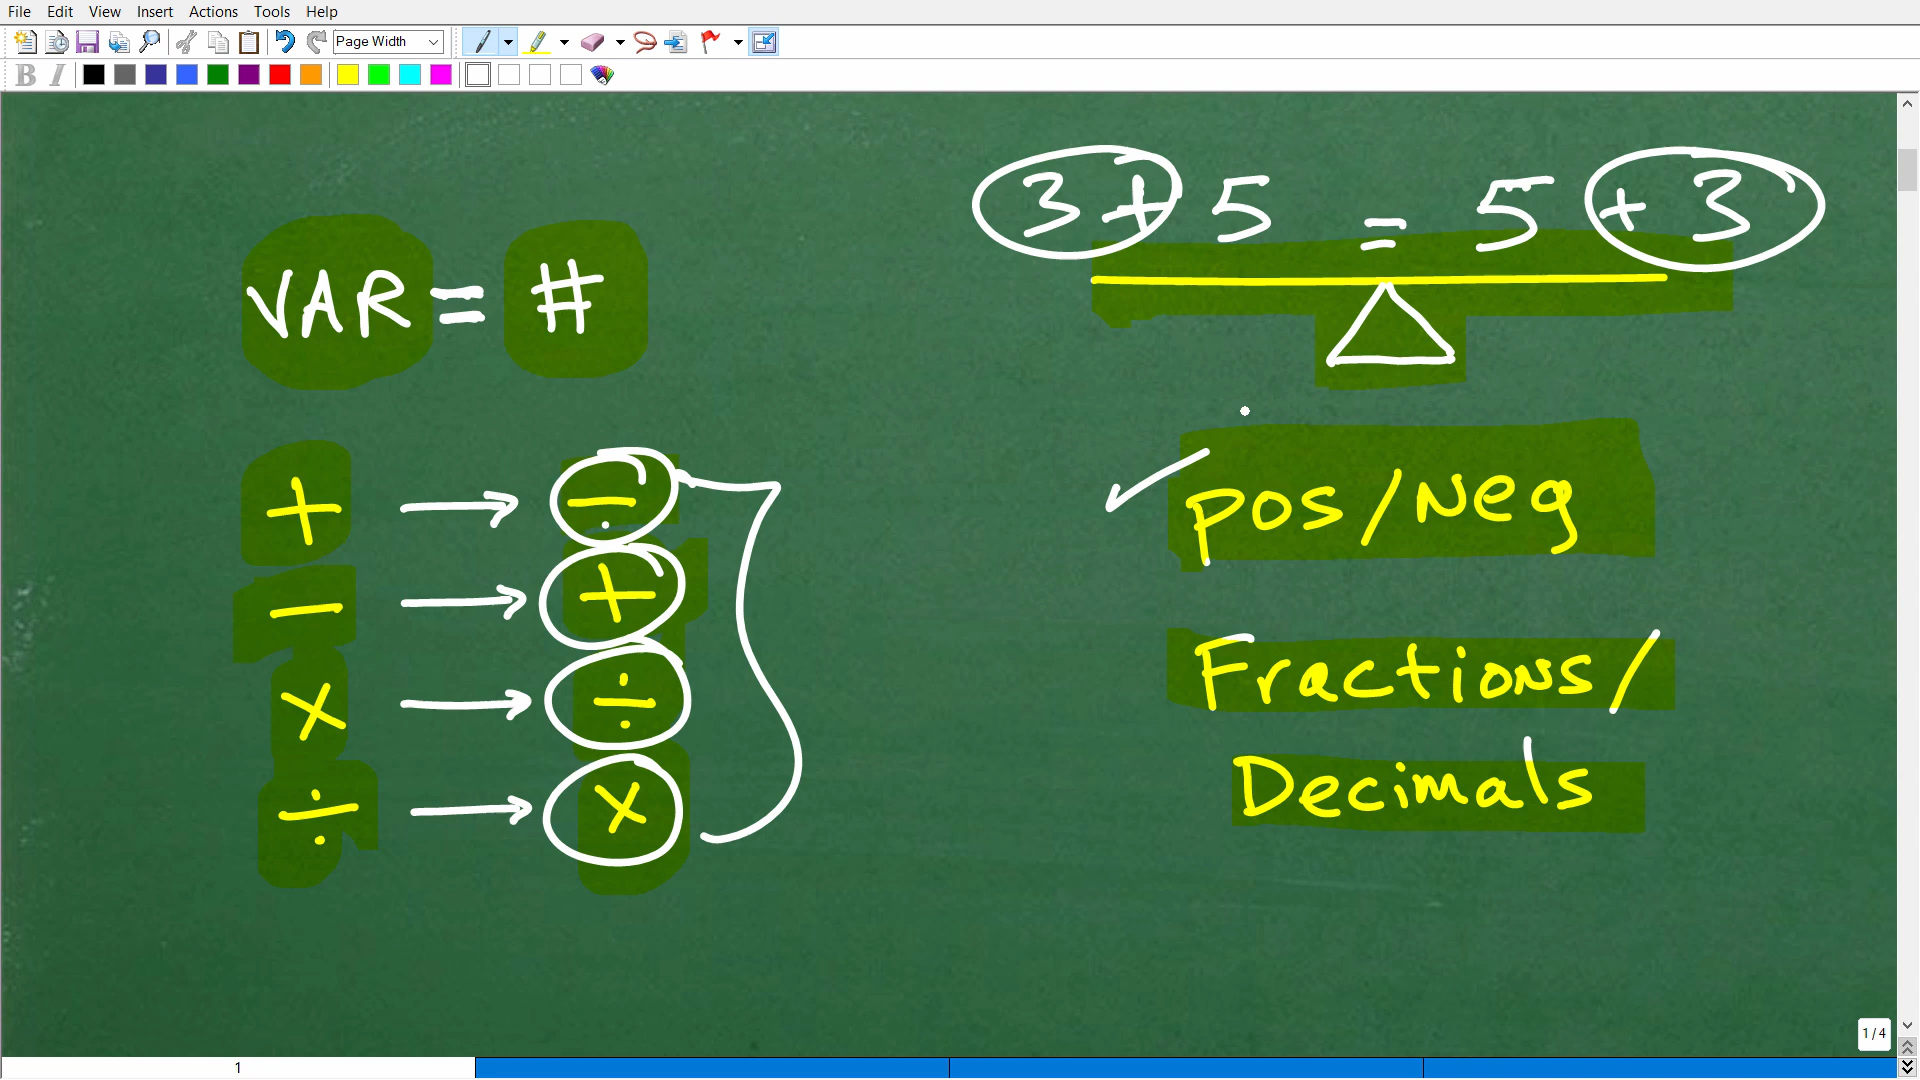 File Edit View Insert Actions Tools Help
Page Width
B I
3+ 5 = 5 + 3
VAR = #
+ → −
− → +
× → ÷
÷ → ×
pos/Neg
Fractions/
Decimals
1 / 4
1